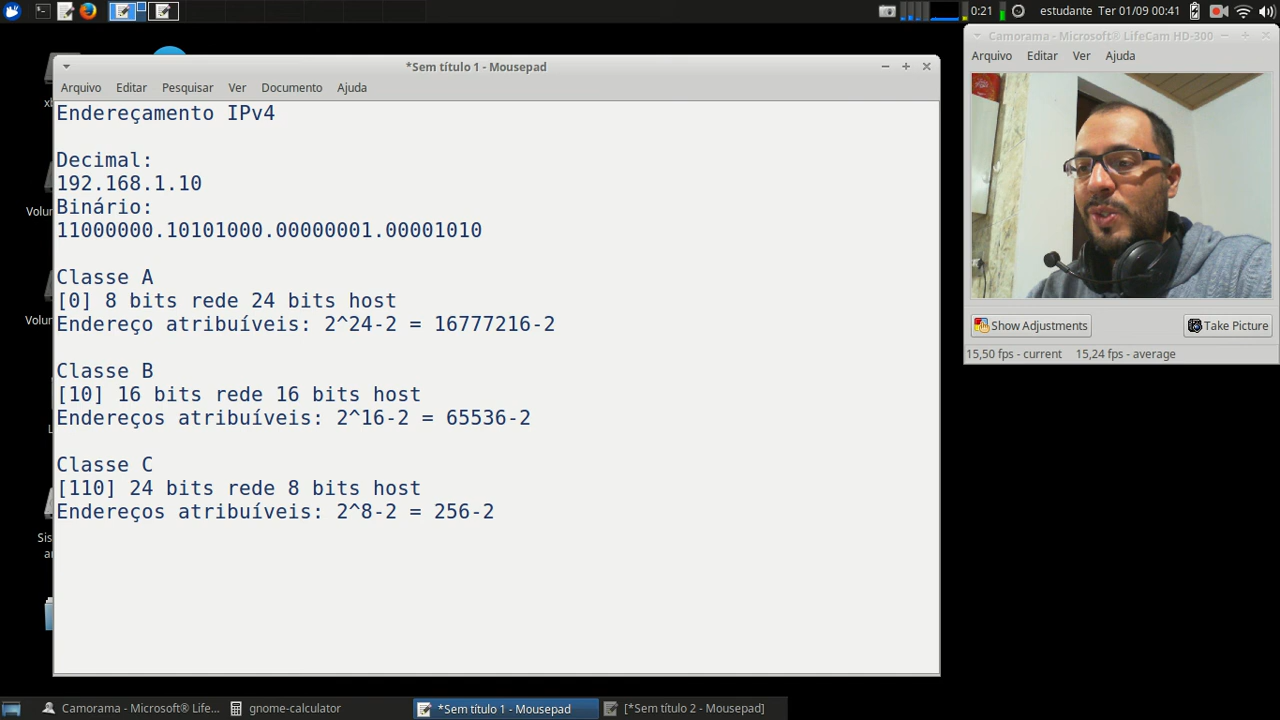 0:21
estudante Ter 01/09 00:41
*Sem título 1 - Mousepad
Arquivo Editar Pesquisar Ver Documento Ajuda
Endereçamento IPv4
Decimal:
192.168.1.10
Binário:
11000000.10101000.00000001.00001010
Classe A
[0] 8 bits rede 24 bits host
Endereço atribuíveis: 2^24-2 = 16777216-2
Classe B
[10] 16 bits rede 16 bits host
Endereços atribuíveis: 2^16-2 = 65536-2
Classe C
[110] 24 bits rede 8 bits host
Endereços atribuíveis: 2^8-2 = 256-2
Camorama - Microsoft® LifeCam HD-300
Arquivo Editar Ver Ajuda
Show Adjustments
Take Picture
15,50 fps - current 15,24 fps - average
Camorama - Microsoft® Life...
gnome-calculator
*Sem título 1 - Mousepad
[*Sem título 2 - Mousepad]